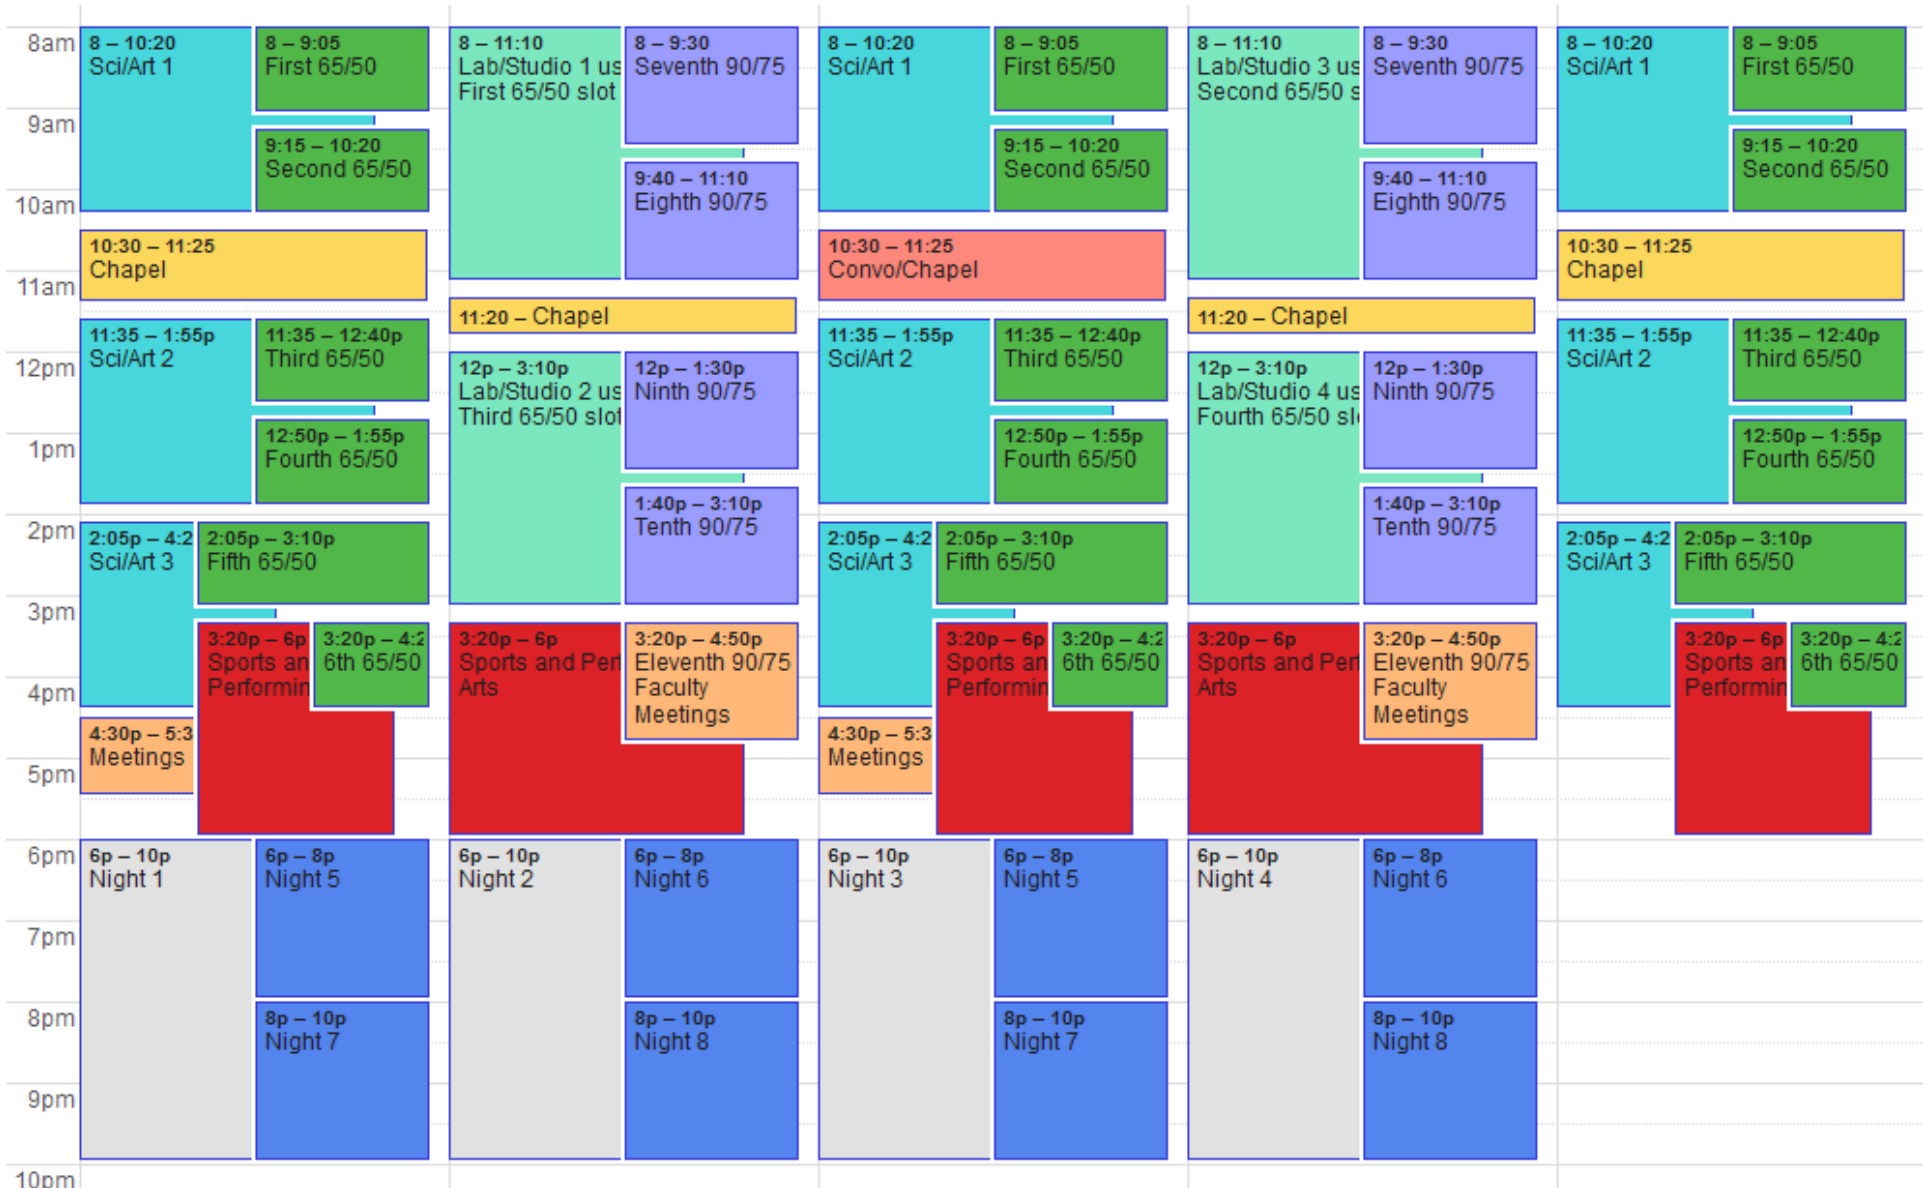 8am
9am
10am
11am
12pm
1pm
2pm
3pm
4pm
5pm
6pm
7pm
8pm
9pm
10pm
8 – 10:20
Sci/Art 1
8 – 9:05
First 65/50
9:15 – 10:20
Second 65/50
10:30 – 11:25
Chapel
11:35 – 1:55p
Sci/Art 2
11:35 – 12:40p
Third 65/50
12:50p – 1:55p
Fourth 65/50
2:05p – 4:2
Sci/Art 3
2:05p – 3:10p
Fifth 65/50
3:20p – 6p
Sports an
Performin
3:20p – 4:2
6th 65/50
4:30p – 5:3
Meetings
6p – 10p
Night 1
6p – 8p
Night 5
8p – 10p
Night 7
8 – 11:10
Lab/Studio 1 us
First 65/50 slot
8 – 9:30
Seventh 90/75
9:40 – 11:10
Eighth 90/75
11:20 – Chapel
12p – 3:10p
Lab/Studio 2 us
Third 65/50 slot
12p – 1:30p
Ninth 90/75
1:40p – 3:10p
Tenth 90/75
3:20p – 6p
Sports and Per
Arts
3:20p – 4:50p
Eleventh 90/75
Faculty
Meetings
6p – 10p
Night 2
6p – 8p
Night 6
8p – 10p
Night 8
8 – 10:20
Sci/Art 1
8 – 9:05
First 65/50
9:15 – 10:20
Second 65/50
10:30 – 11:25
Convo/Chapel
11:35 – 1:55p
Sci/Art 2
11:35 – 12:40p
Third 65/50
12:50p – 1:55p
Fourth 65/50
2:05p – 4:2
Sci/Art 3
2:05p – 3:10p
Fifth 65/50
3:20p – 6p
Sports an
Performin
3:20p – 4:2
6th 65/50
4:30p – 5:3
Meetings
6p – 10p
Night 3
6p – 8p
Night 5
8p – 10p
Night 7
8 – 11:10
Lab/Studio 3 us
Second 65/50 s
8 – 9:30
Seventh 90/75
9:40 – 11:10
Eighth 90/75
11:20 – Chapel
12p – 3:10p
Lab/Studio 4 us
Fourth 65/50 slo
12p – 1:30p
Ninth 90/75
1:40p – 3:10p
Tenth 90/75
3:20p – 6p
Sports and Perf
Arts
3:20p – 4:50p
Eleventh 90/75
Faculty
Meetings
6p – 10p
Night 4
6p – 8p
Night 6
8p – 10p
Night 8
8 – 10:20
Sci/Art 1
8 – 9:05
First 65/50
9:15 – 10:20
Second 65/50
10:30 – 11:25
Chapel
11:35 – 1:55p
Sci/Art 2
11:35 – 12:40p
Third 65/50
12:50p – 1:55p
Fourth 65/50
2:05p – 4:2
Sci/Art 3
2:05p – 3:10p
Fifth 65/50
3:20p – 6p
Sports an
Performin
3:20p – 4:2
6th 65/50